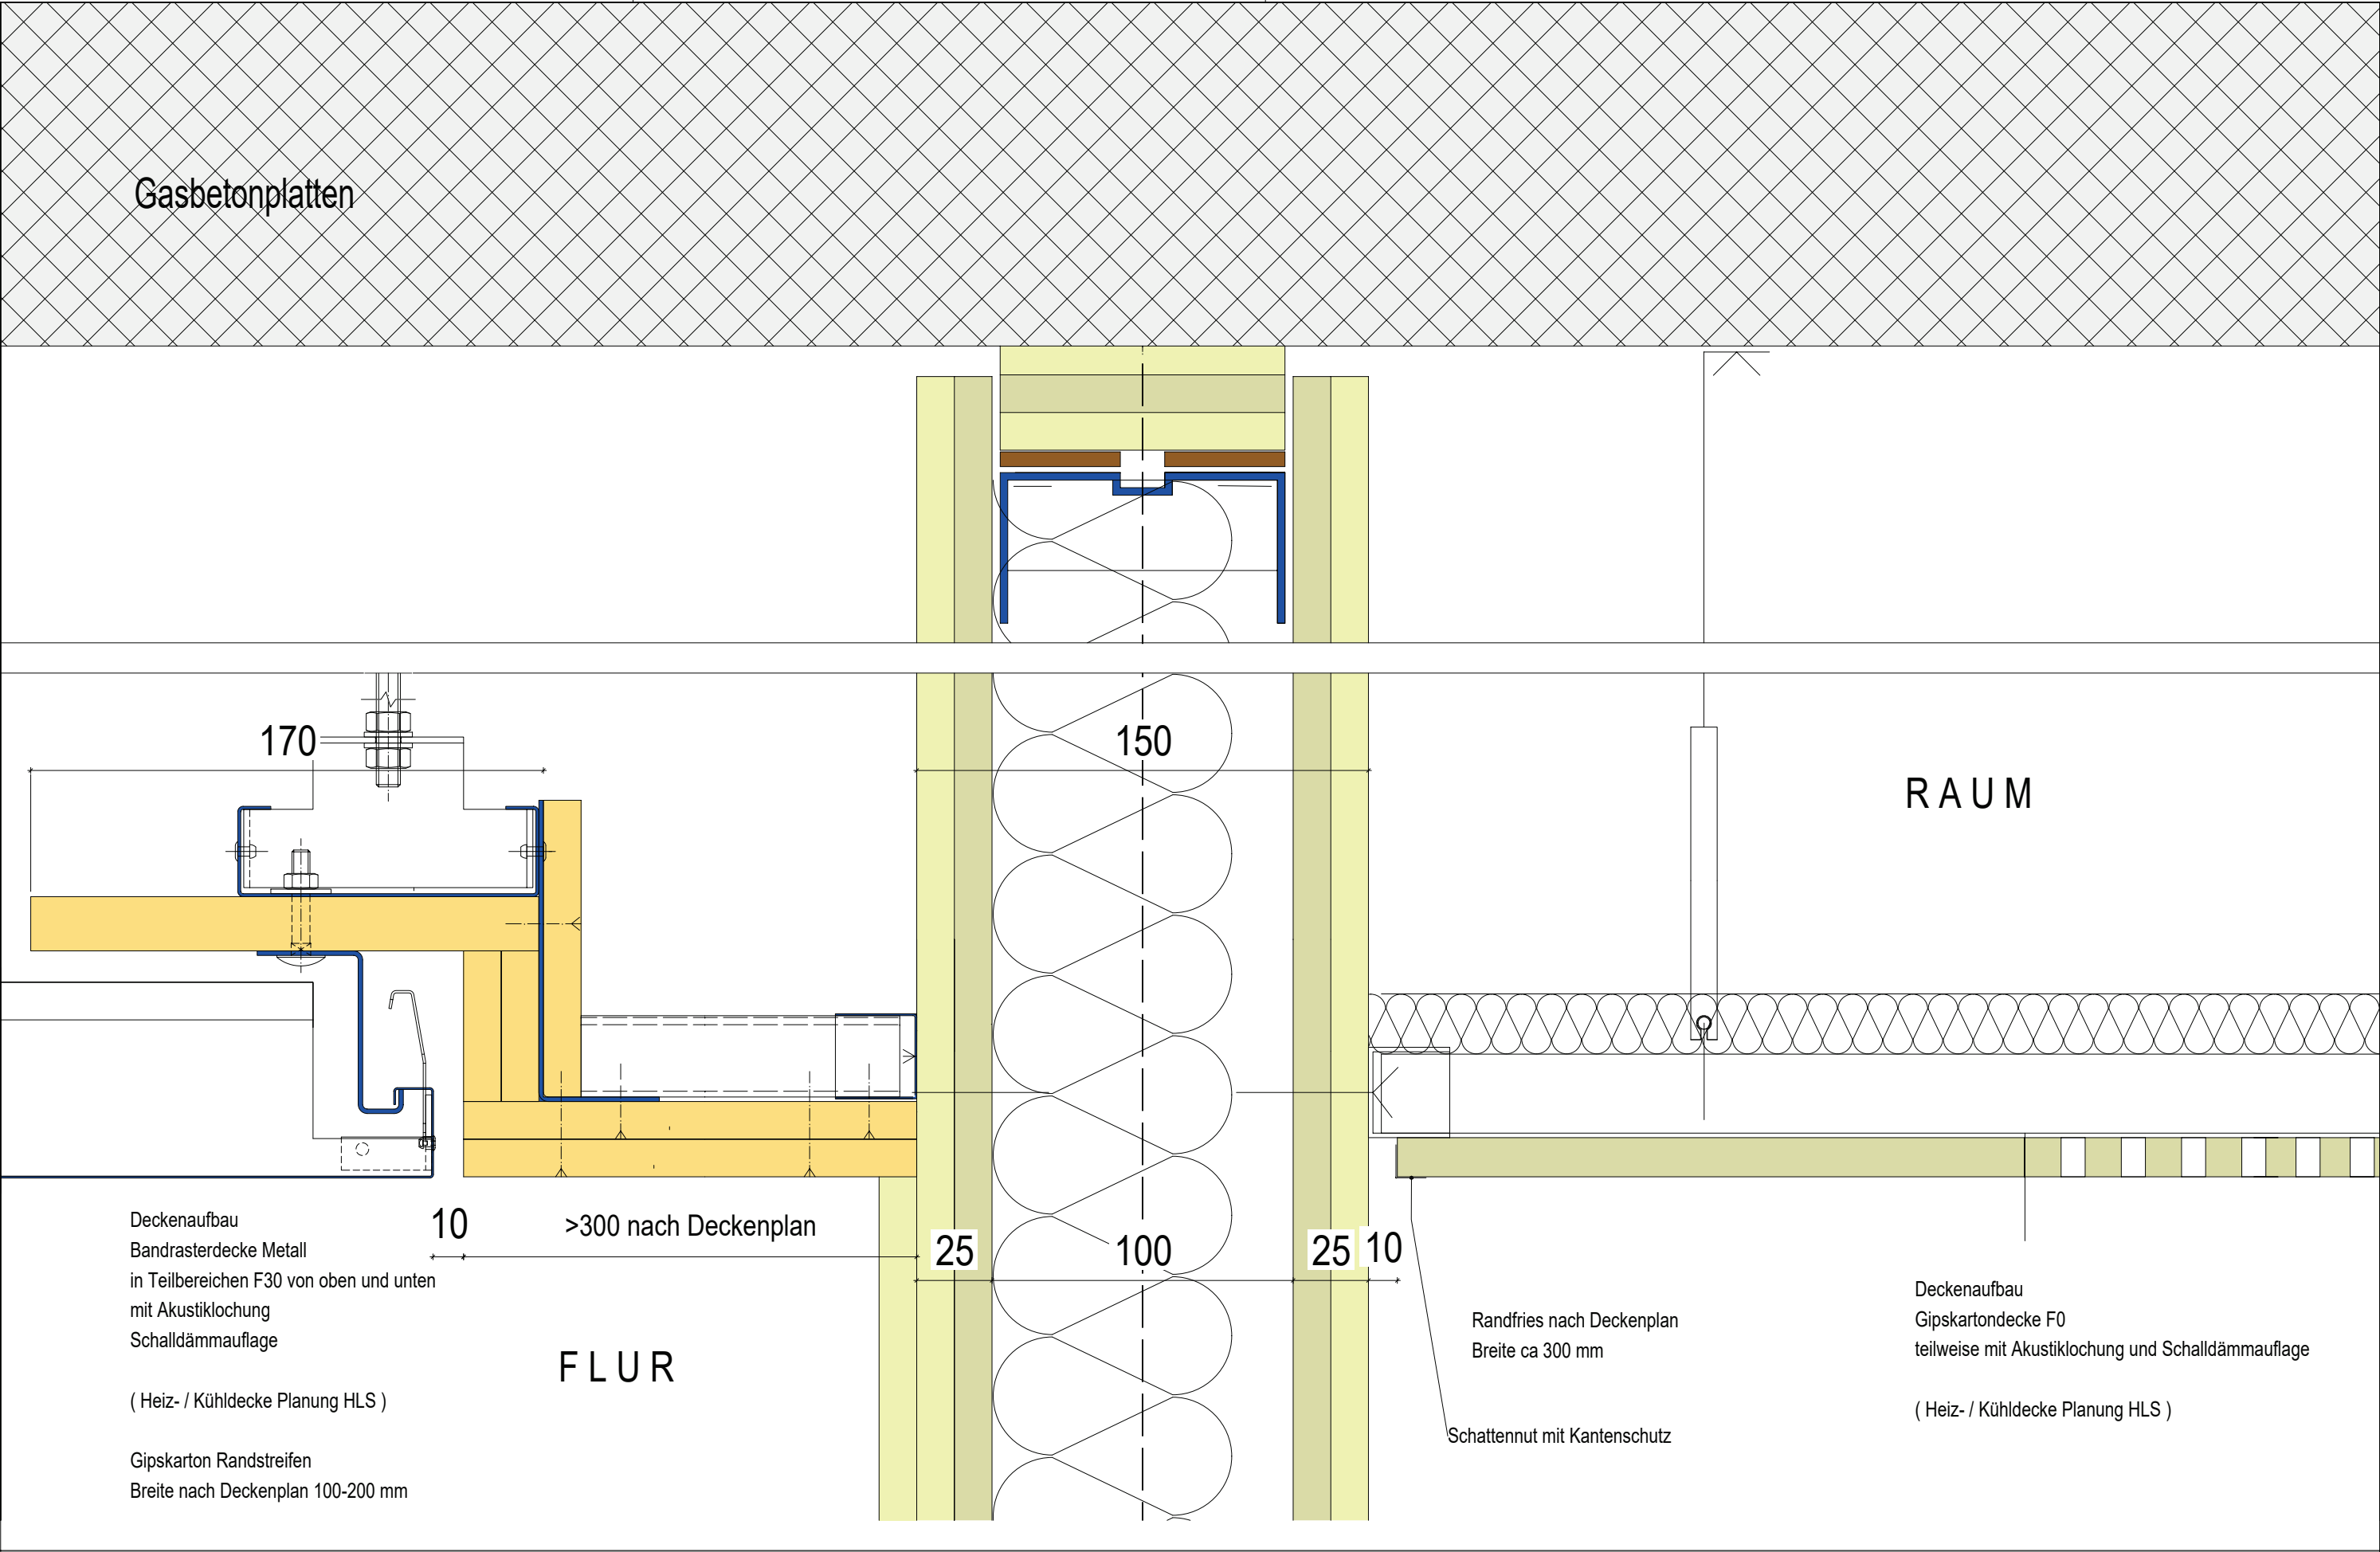 Gasbetonplatten
170
150
R A U M
10
>300 nach Deckenplan
25
100
25
10
Deckenaufbau
Bandrasterdecke Metall
in Teilbereichen F30 von oben und unten
mit Akustiklochung
Schalldämmauflage
( Heiz- / Kühldecke Planung HLS )
Gipskarton Randstreifen
Breite nach Deckenplan 100-200 mm
F L U R
Randfries nach Deckenplan
Breite ca 300 mm
Schattennut mit Kantenschutz
Deckenaufbau
Gipskartondecke F0
teilweise mit Akustiklochung und Schalldämmauflage
( Heiz- / Kühldecke Planung HLS )